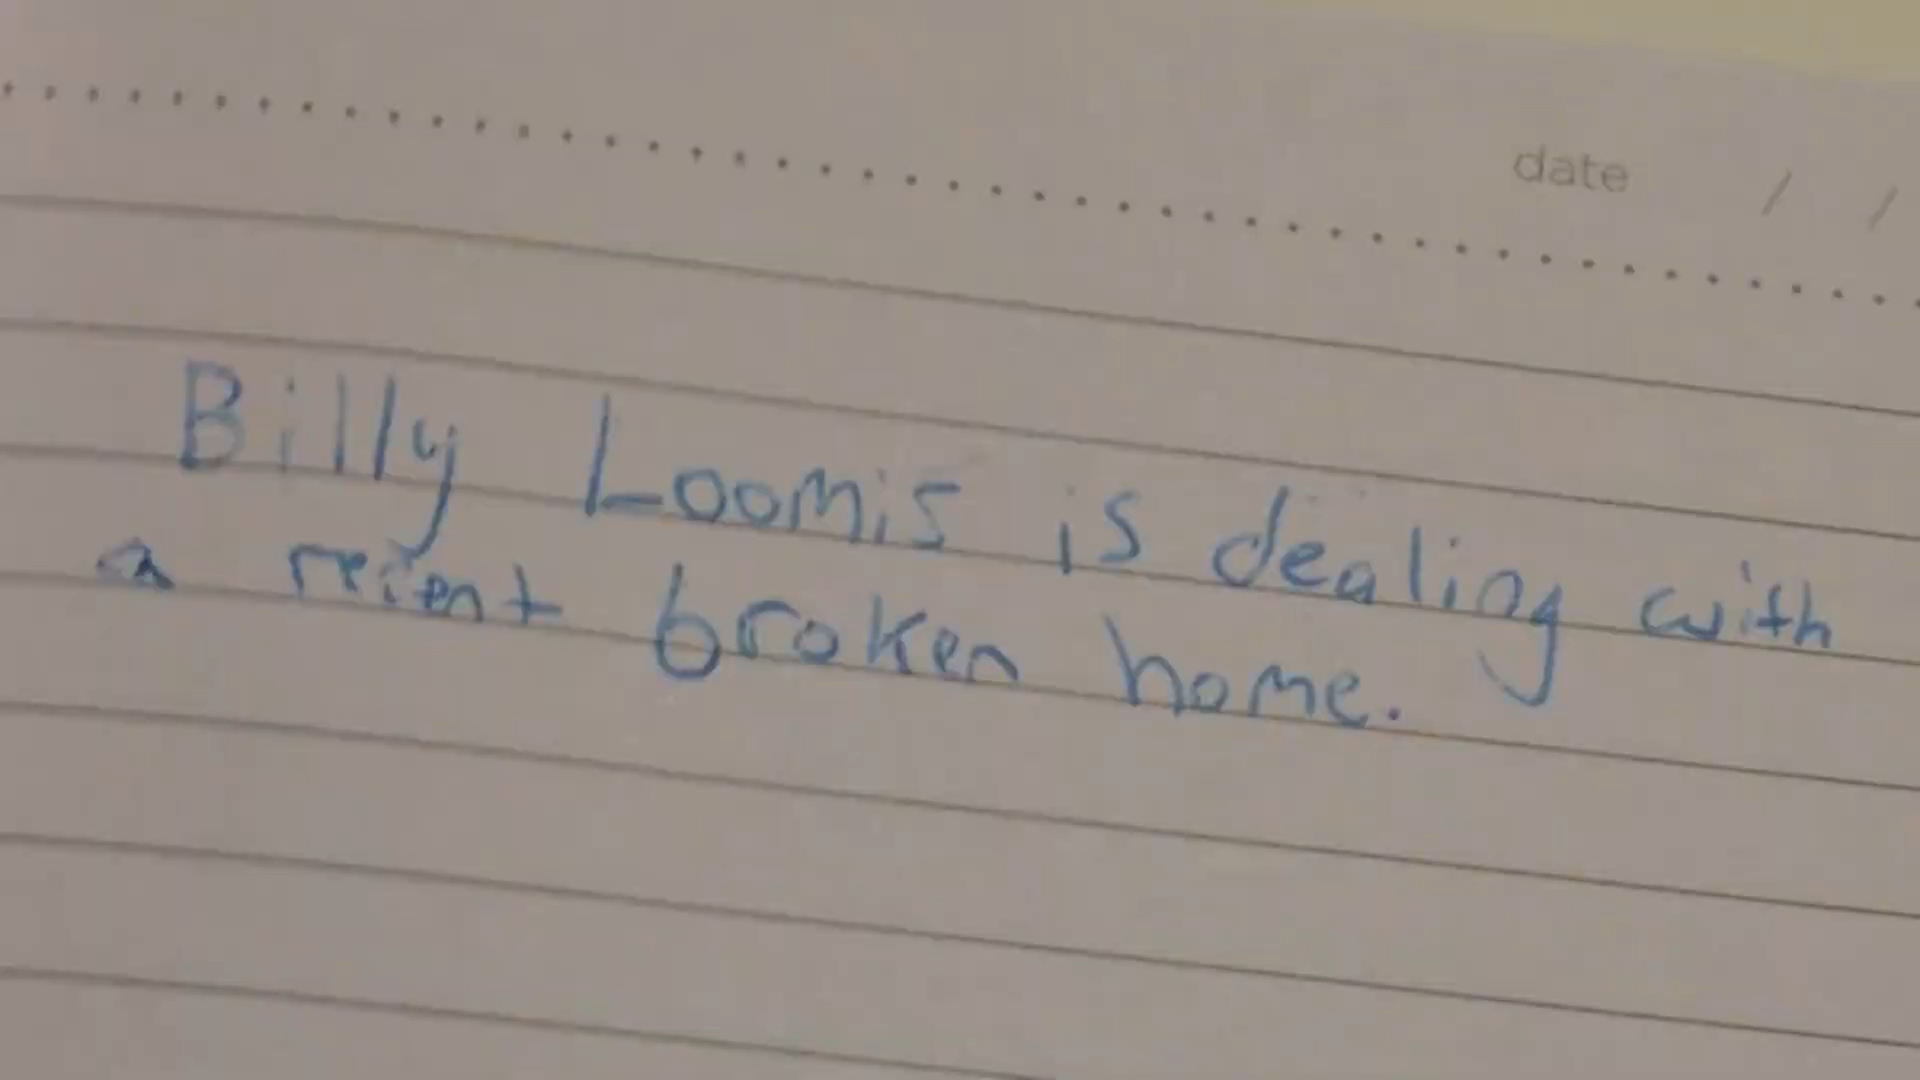 date / /
Billy Loomis is dealing with
a recent broken home.